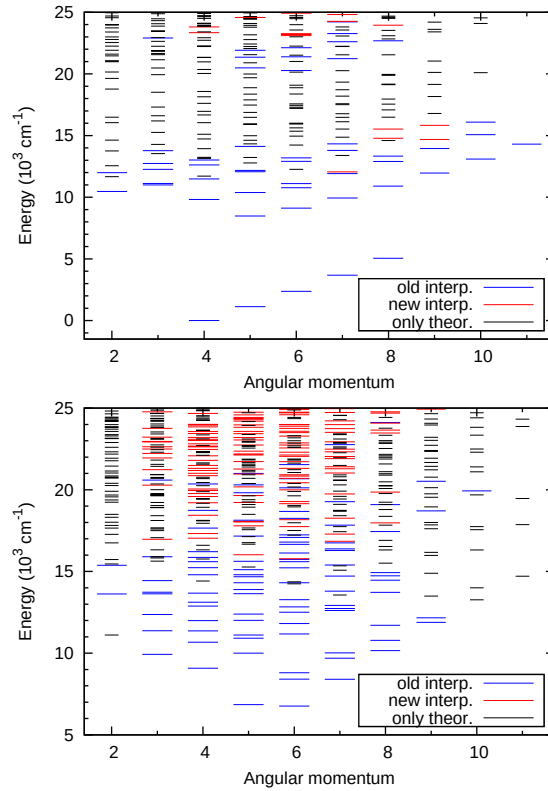 25
20
15
10
5
0
Energy (10³ cm⁻¹)
old interp.
new interp.
only theor.
2 4 6 8 10
Angular momentum
25
20
15
10
5
Energy (10³ cm⁻¹)
old interp.
new interp.
only theor.
2 4 6 8 10
Angular momentum